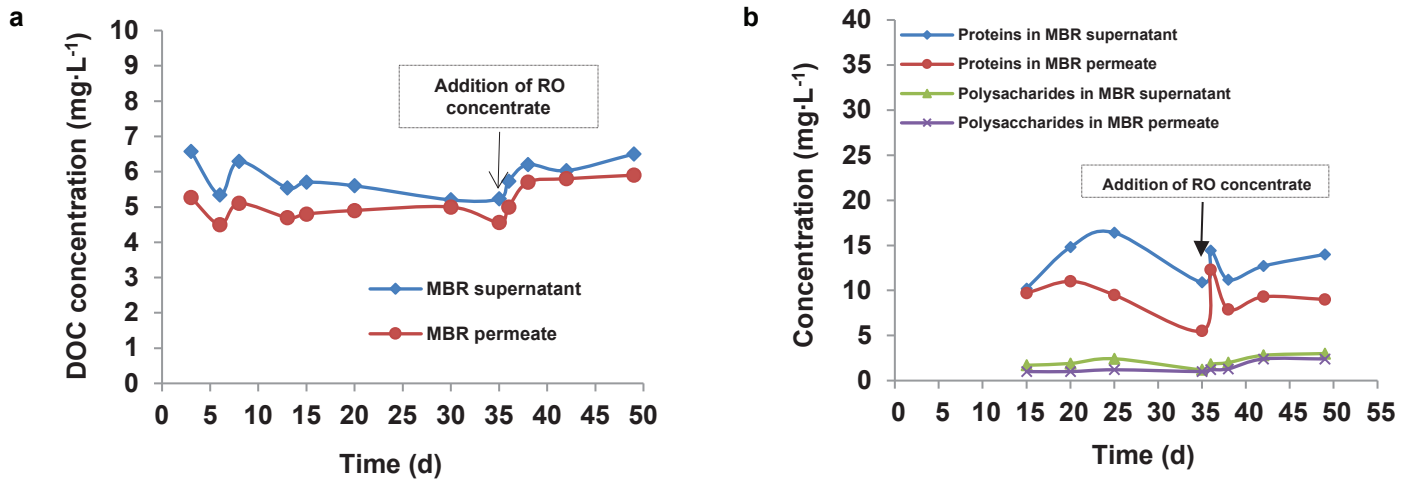 a
DOC concentration (mg·L-1)
10
9
8
7
6
5
4
3
2
1
0
Addition of RO
concentrate
MBR supernatant
MBR permeate
0 5 10 15 20 25 30 35 40 45 50
Time (d)
b
Concentration (mg·L-1)
40
35
30
25
20
15
10
5
0
Proteins in MBR supernatant
Proteins in MBR permeate
Polysacharides in MBR supernatant
Polysaccharides in MBR permeate
Addition of RO concentrate
0 5 10 15 20 25 30 35 40 45 50 55
Time (d)